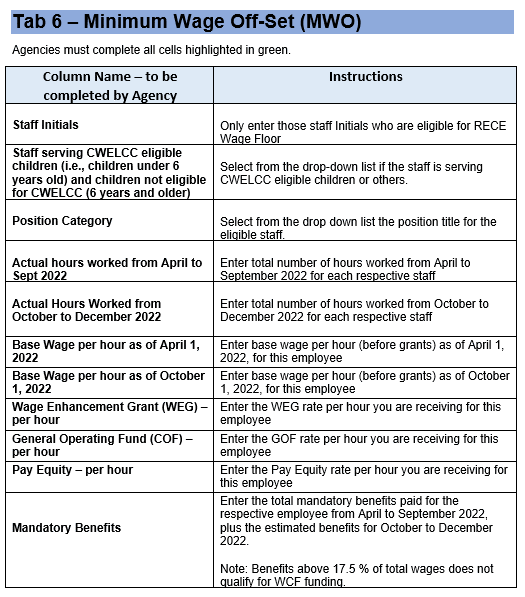 Tab 6 – Minimum Wage Off-Set (MWO)
Agencies must complete all cells highlighted in green.
Column Name – to be
completed by Agency
Instructions
Staff Initials
Only enter those staff Initials who are eligible for RECE
Wage Floor
Staff serving CWELCC eligible
children (i.e., children under 6
years old) and children not eligible
for CWELCC (6 years and older)
Select from the drop-down list if the staff is serving
CWELCC eligible children or others.
Position Category
Select from the drop down list the position title for the
eligible staff.
Actual hours worked from April to
Sept 2022
Enter total number of hours worked from April to
September 2022 for each respective staff
Actual Hours Worked from
October to December 2022
Enter total number of hours worked from October to
December 2022 for each respective staff
Base Wage per hour as of April 1,
2022
Enter base wage per hour (before grants) as of April 1,
2022, for this employee
Base Wage per hour as of October
1, 2022
Enter base wage per hour (before grants) as of October
1, 2022, for this employee
Wage Enhancement Grant (WEG) –
per hour
Enter the WEG rate per hour you are receiving for this
employee
General Operating Fund (COF) –
per hour
Enter the GOF rate per hour you are receiving for this
employee
Pay Equity – per hour
Enter the Pay Equity rate per hour you are receiving for
this employee
Mandatory Benefits
Enter the total mandatory benefits paid for the
respective employee from April to September 2022,
plus the estimated benefits for October to December
2022.
Note: Benefits above 17.5 % of total wages does not
qualify for WCF funding.